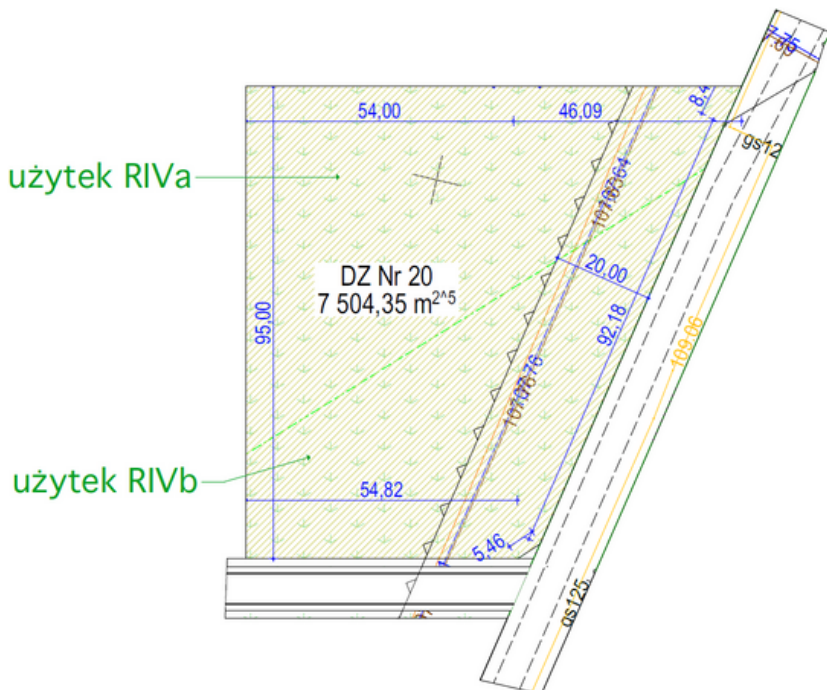 54,00
46,09
8,4
gs12
użytek RIVa
DZ Nr 20
7 504,35 m²^⁵
20,00
95,00
92,18
109,06
użytek RIVb
54,82
5,46
gs125